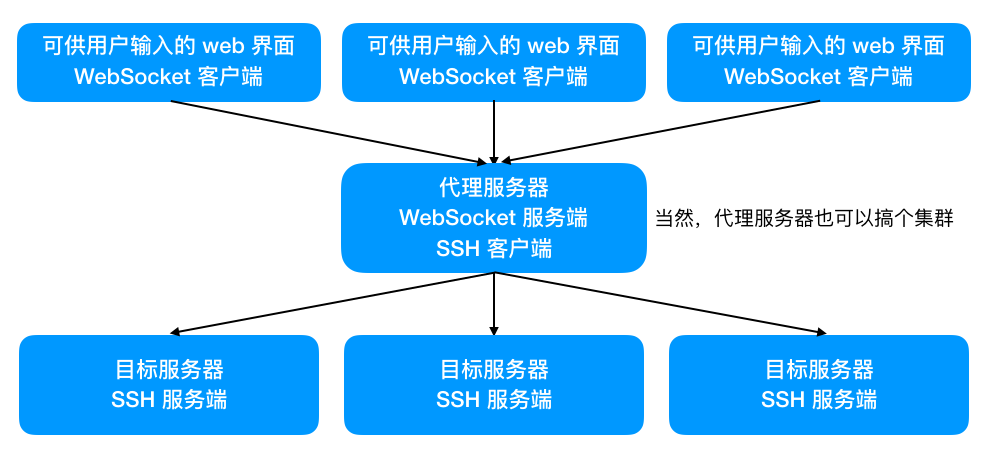 可供用户输入的 web 界面
WebSocket 客户端
可供用户输入的 web 界面
WebSocket 客户端
可供用户输入的 web 界面
WebSocket 客户端
代理服务器
WebSocket 服务端
SSH 客户端
当然，代理服务器也可以搞个集群
目标服务器
SSH 服务端
目标服务器
SSH 服务端
目标服务器
SSH 服务端